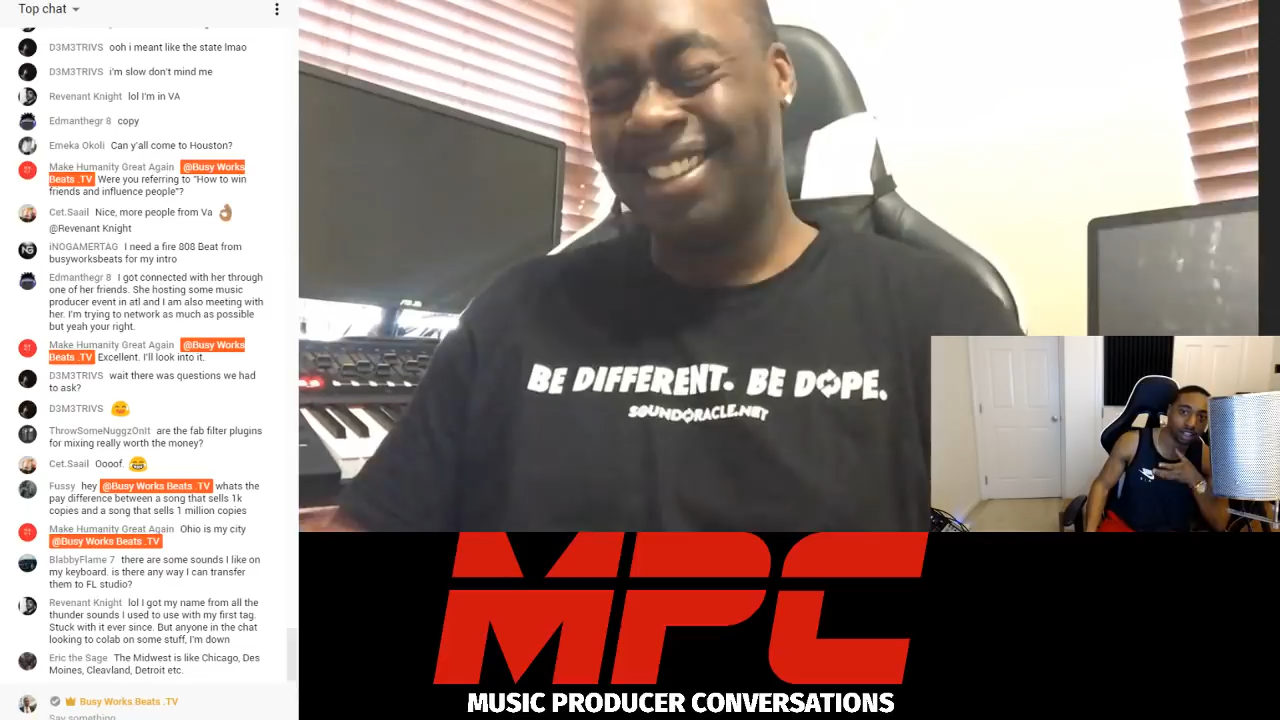 Top chat
D3M3TRIVS ooh i meant like the state lmao
D3M3TRIVS i'm slow don't mind me
Revenant Knight lol I'm in VA
Edmanthegr 8 copy
Emeka Okoli Can y'all come to Houston?
Make Humanity Great Again @Busy Works
Beats .TV Were you referring to "How to win
friends and influence people"?
Cet.Saail Nice, more people from Va
@Revenant Knight
iNOGAMERTAG I need a fire 808 Beat from
busyworksbeats for my intro
Edmanthegr 8 I got connected with her through
one of her friends. She hosting some music
producer event in atl and I am also meeting with
her. I'm trying to network as much as possible
but yeah your right.
Make Humanity Great Again @Busy Works
Beats .TV Excellent. I'll look into it.
D3M3TRIVS wait there was questions we had
to ask?
D3M3TRIVS
ThrowSomeNuggzOnIt are the fab filter plugins
for mixing really worth the money?
Cet.Saail Oooof.
Fussy hey @Busy Works Beats .TV whats the
pay difference between a song that sells 1k
copies and a song that sells 1 million copies
Make Humanity Great Again Ohio is my city
@Busy Works Beats .TV
BlabbyFlame 7 there are some sounds I like on
my keyboard. is there any way I can transfer
them to FL studio?
Revenant Knight lol I got my name from all the
thunder sounds I used to use with my first tag.
Stuck with it ever since. But anyone in the chat
looking to colab on some stuff, I'm down
Eric the Sage The Midwest is like Chicago, Des
Moines, Cleavland, Detroit etc.
Busy Works Beats .TV
Say something
BE DIFFERENT. BE DOPE.
SOUNDORACLE.NET
NG
MPC
MUSIC PRODUCER CONVERSATIONS